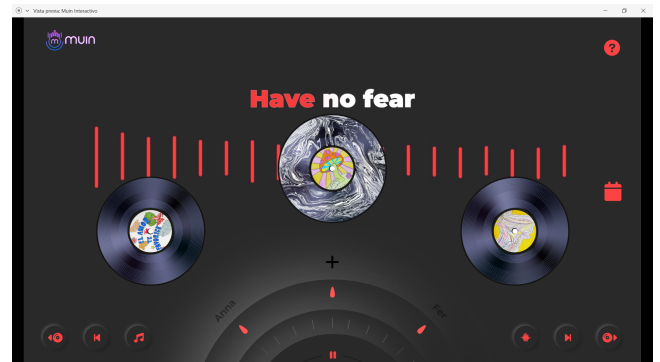 Vista previa: Muin Interactivo
muin
?
Have no fear
+
Anna
Fer